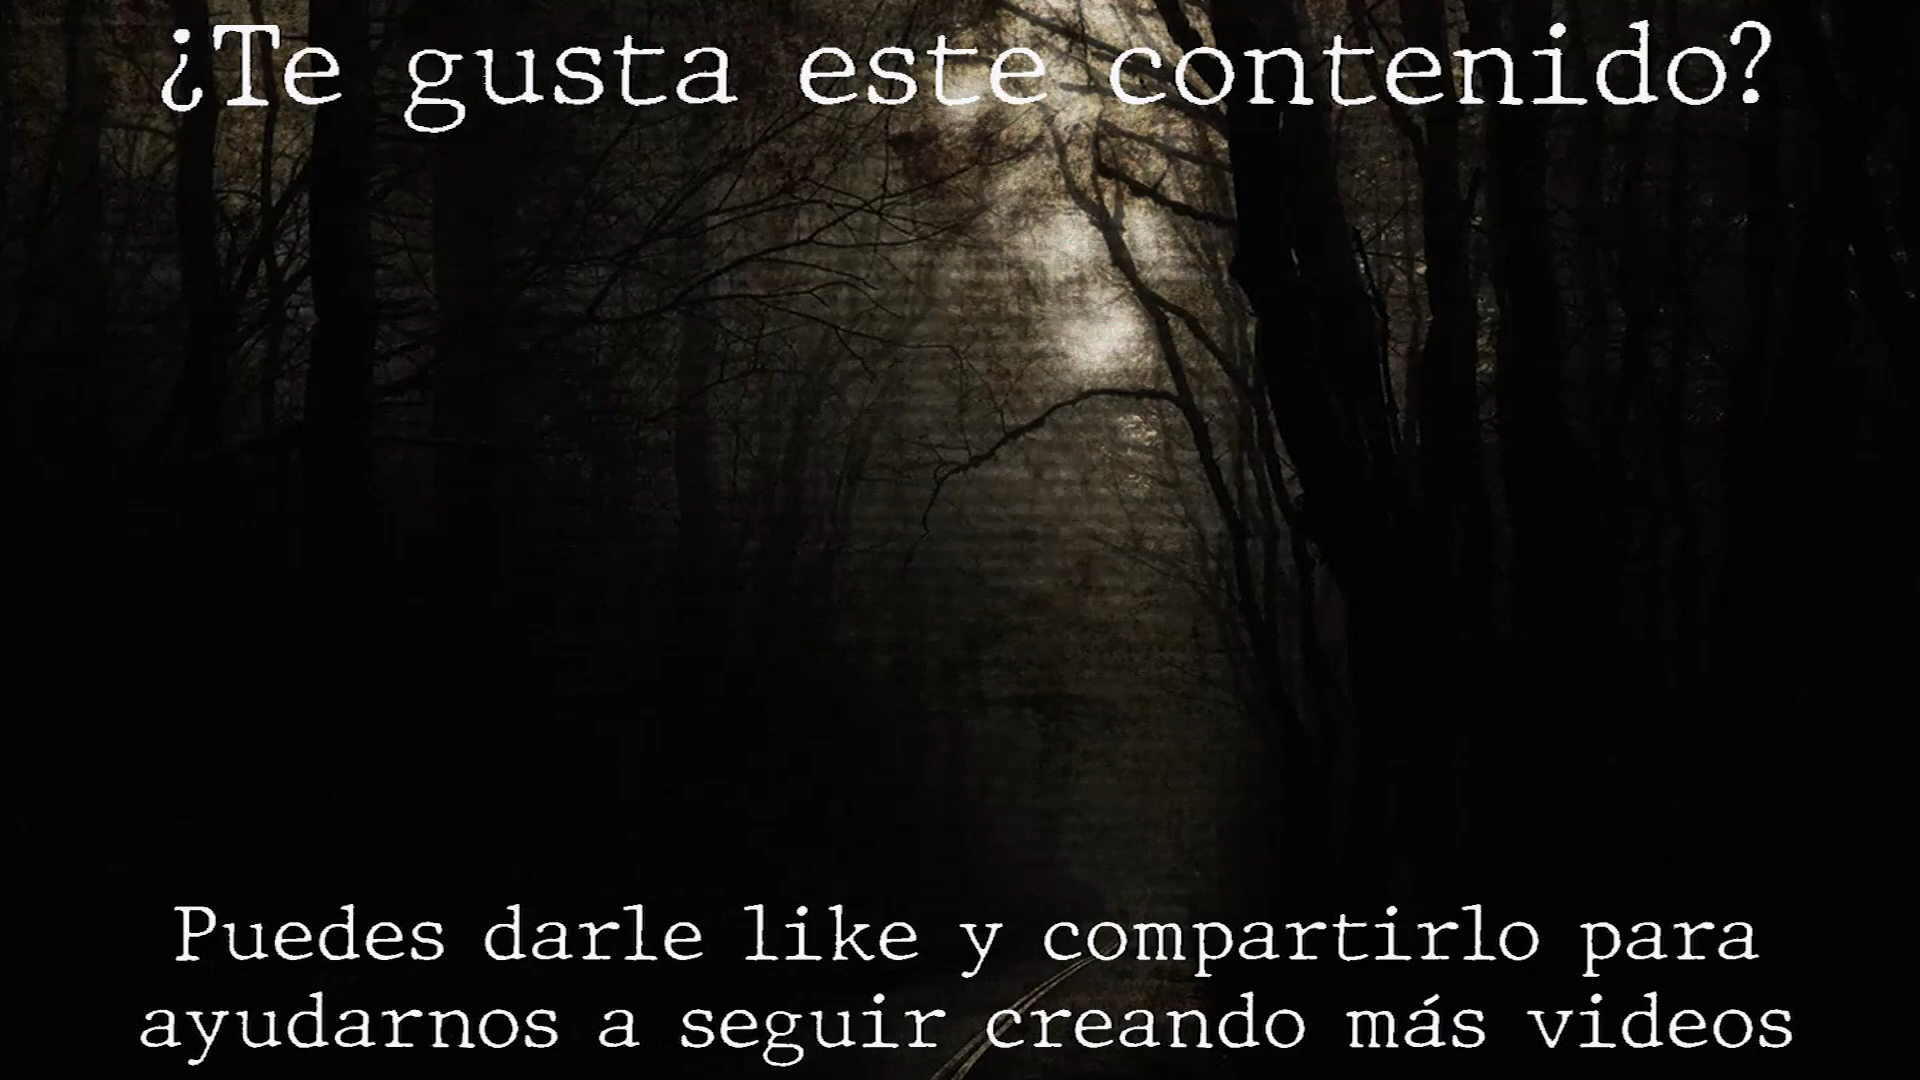 ¿Te gusta este contenido?
Puedes darle like y compartirlo para
ayudarnos a seguir creando más videos